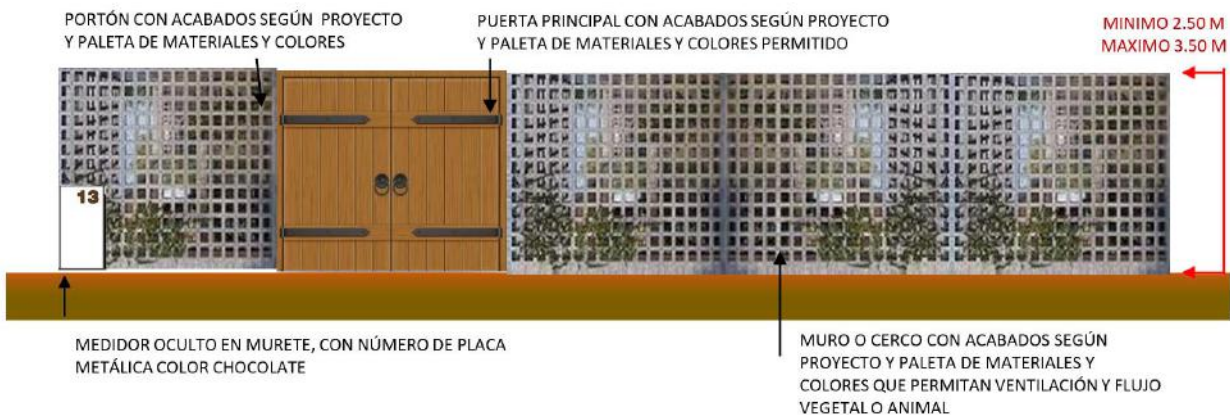 PORTÓN CON ACABADOS SEGÚN PROYECTO
Y PALETA DE MATERIALES Y COLORES
PUERTA PRINCIPAL CON ACABADOS SEGÚN PROYECTO
Y PALETA DE MATERIALES Y COLORES PERMITIDO
MINIMO 2.50 M
MAXIMO 3.50 M
13
MEDIDOR OCULTO EN MURETE, CON NÚMERO DE PLACA
METÁLICA COLOR CHOCOLATE
MURO O CERCO CON ACABADOS SEGÚN
PROYECTO Y PALETA DE MATERIALES Y
COLORES QUE PERMITAN VENTILACIÓN Y FLUJO
VEGETAL O ANIMAL